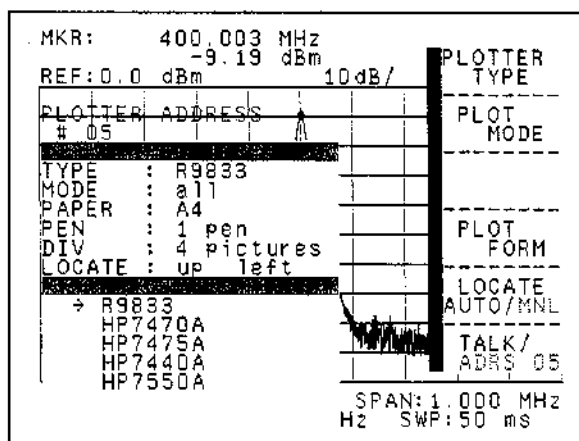 MKR: 400.003 MHz
-9.19 dBm
REF:0.0 dBm 10dB/
PLOTTER ADDRESS
# 05
TYPE : R9833
MODE : all
PAPER : A4
PEN : 1 pen
DIV : 4 pictures
LOCATE : up left
→ R9833
HP7470A
HP7475A
HP7440A
HP7550A
PLOTTER
TYPE
PLOT
MODE
PLOT
FORM
LOCATE
AUTO/MNL
TALK/
ADRS 05
SPAN:1.000 MHz
Hz SWP:50 ms